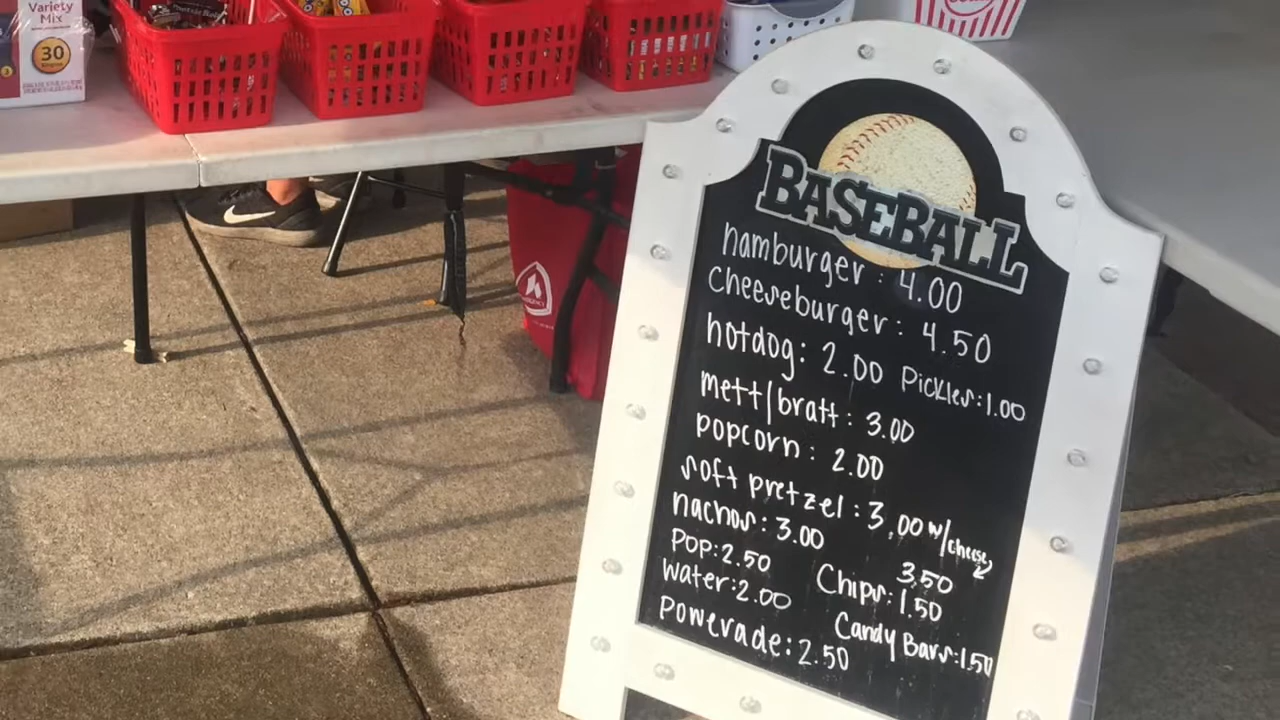 Variety
Mix
30
BASEBALL
hamburger: 4.00
Cheeseburger: 4.50
hotdog: 2.00 Pickles: 1.00
mett/bratt: 3.00
popcorn: 2.00
soft pretzel: 3.00 w/cheese
3.50
nachos: 3.00
Pop: 2.50 Chips: 1.50
Water: 2.00 Candy Bars: 1.50
Powerade: 2.50